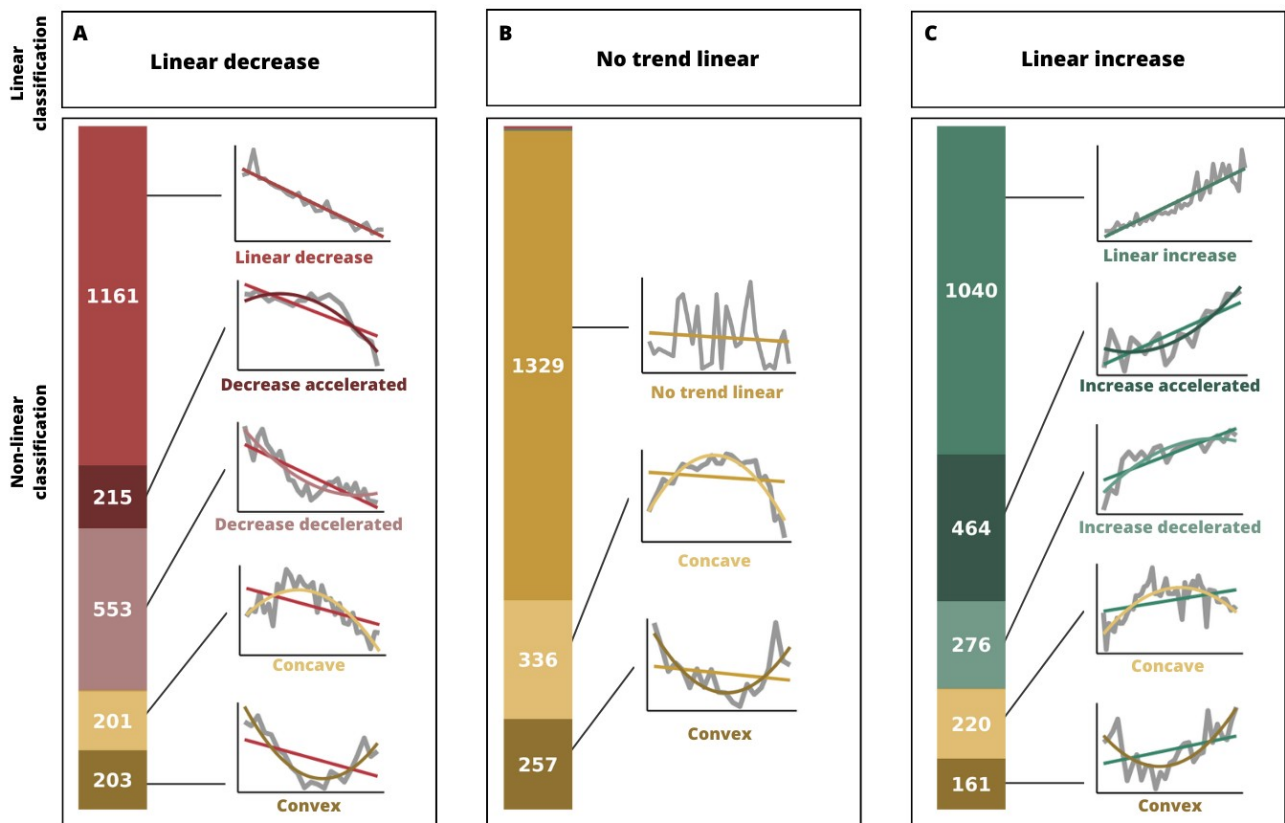 Linear
classification
A
Linear decrease
B
No trend linear
C
Linear increase
Non-linear
classification
1161
215
553
201
203
Linear decrease
Decrease accelerated
Decrease decelerated
Concave
Convex
1329
336
257
No trend linear
Concave
Convex
1040
464
276
220
161
Linear increase
Increase accelerated
Increase decelerated
Concave
Convex